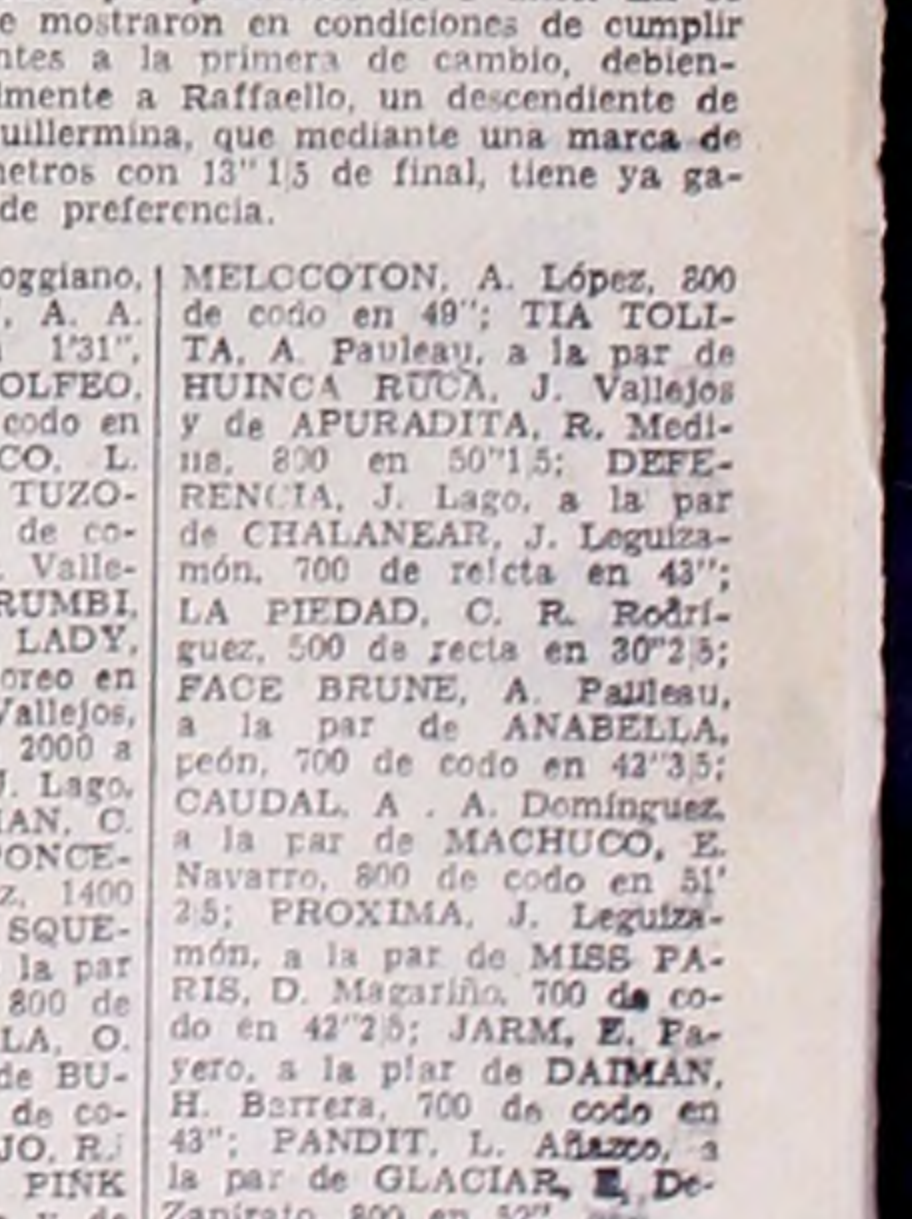 e mostraron en condiciones de cumplir
ntes a la primera de cambio, debien-
lmente a Raffaello, un descendiente de
uillermina, que mediante una marca de
netros con 13" 1|5 de final, tiene ya ga-
de preferencia.
oggiano,
, A. A.
1'31",
OLFEO,
codo en
CO, L.
TUZO-
de co-
. Valle-
RUMBI,
LADY,
oreo en
Vallejos,
2000 a
J. Lago,
IAN, C.
PONCE-
z, 1400
SQUE-
la par
800 de
LA, O.
de BU-
de co-
JO, R.
PINK
y de
MELOCOTON, A. López, 800
de codo en 49"; TIA TOLI-
TA, A. Pauleau, a la par de
HUINCA RUCA, J. Vallejos
y de APURADITA, R. Medi-
na, 800 en 50"1|5; DEFE-
RENCIA, J. Lago, a la par
de CHALANEAR, J. Leguiza-
món, 700 de relcta en 43";
LA PIEDAD, C. R. Rodrí-
guez, 500 de recta en 30"2|5;
FACE BRUNE, A. Paüleau,
a la par de ANABELLA,
peón, 700 de codo en 42"3|5;
CAUDAL, A . A. Domínguez,
a la par de MACHUCO, E.
Navarro, 800 de codo en 51'
2|5; PROXIMA, J. Leguiza-
món, a la par de MISS PA-
RIS, D. Magariño, 700 de co-
do en 42"2|5; JARM, E. Pa-
yero, a la plar de DAIMAN,
H. Barrera, 700 de codo en
43"; PANDIT, L. Añazco, a
la par de GLACIAR, E. De-
Zapirato, 800 en 52"